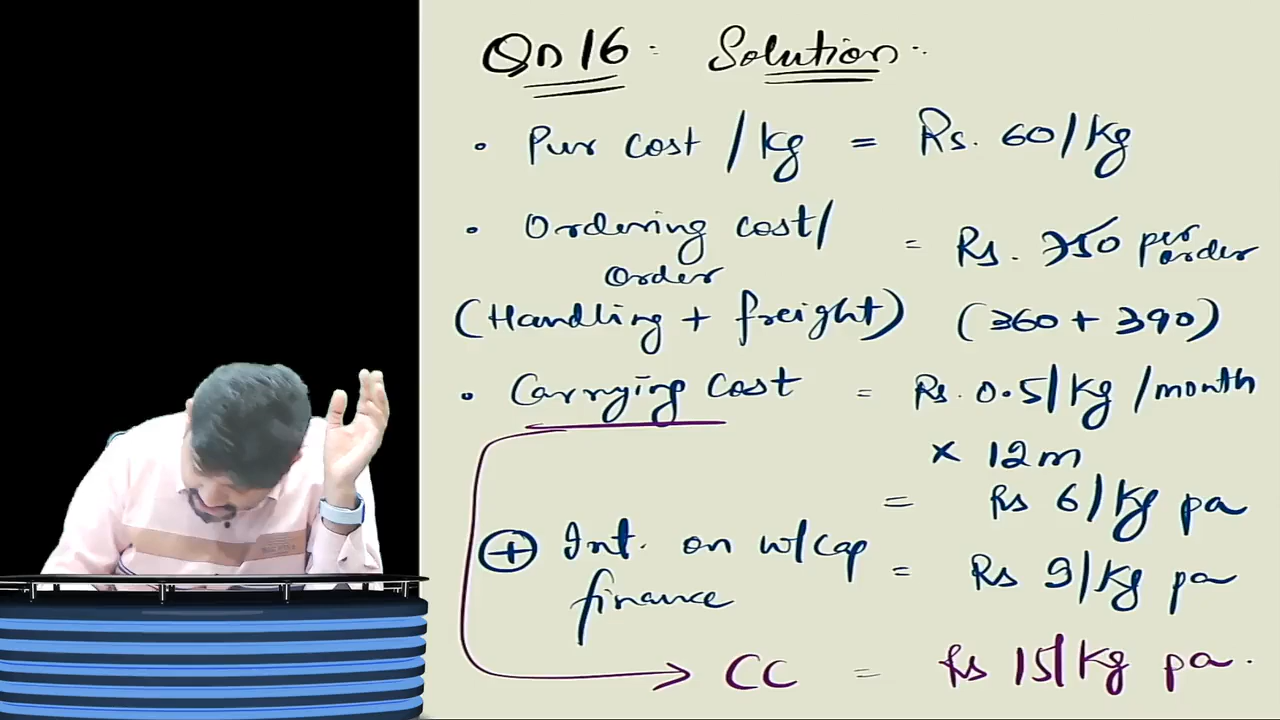 Qn 16. Solution:
• Pur cost /kg = Rs. 60/kg
• Ordering cost/order = Rs. 750 per order
(Handling + freight) (360 + 390)
• Carrying cost = Rs. 0.5/kg/month
x 12m
= Rs 6/kg pa
⊕ Int. on w/cap finance = Rs 9/kg pa
CC = Rs 15/kg pa.